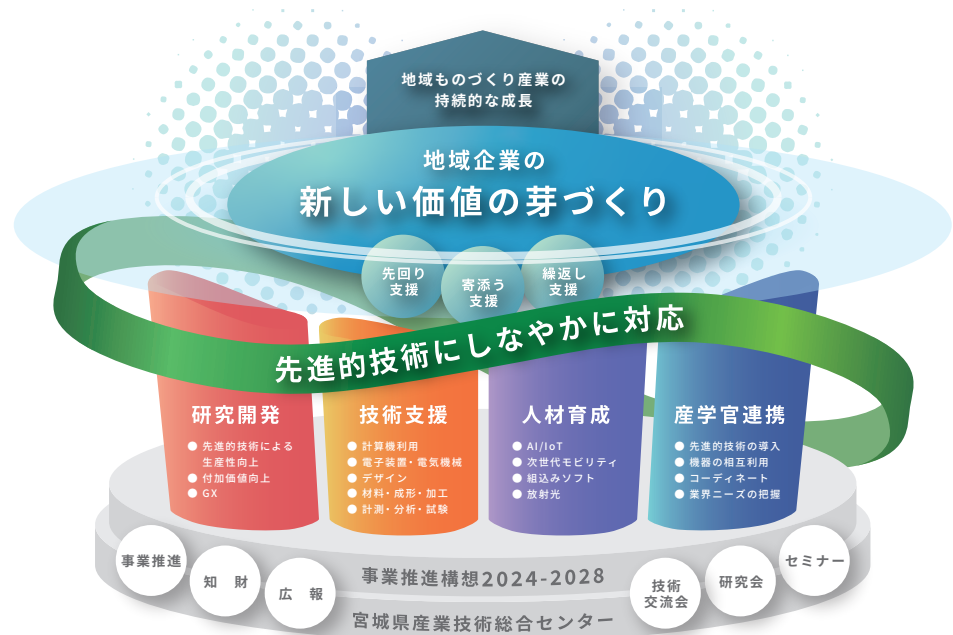 地域ものづくり産業の
持続的な成長
地域企業の
新しい価値の芽づくり
先回り
支援
寄添う
支援
繰返し
支援
先進的技術にしなやかに対応
研究開発
● 先進的技術による
生産性向上
● 付加価値向上
● GX
技術支援
● 計算機利用
● 電子装置・電気機械
● デザイン
● 材料・成形・加工
● 計測・分析・試験
人材育成
● AI/IoT
● 次世代モビリティ
● 組込みソフト
● 放射光
産学官連携
● 先進的技術の導入
● 機器の相互利用
● コーディネート
● 業界ニーズの把握
事業推進
知 財
広 報
事業推進構想2024-2028
宮城県産業技術総合センター
技術
交流会
研究会
セミナー